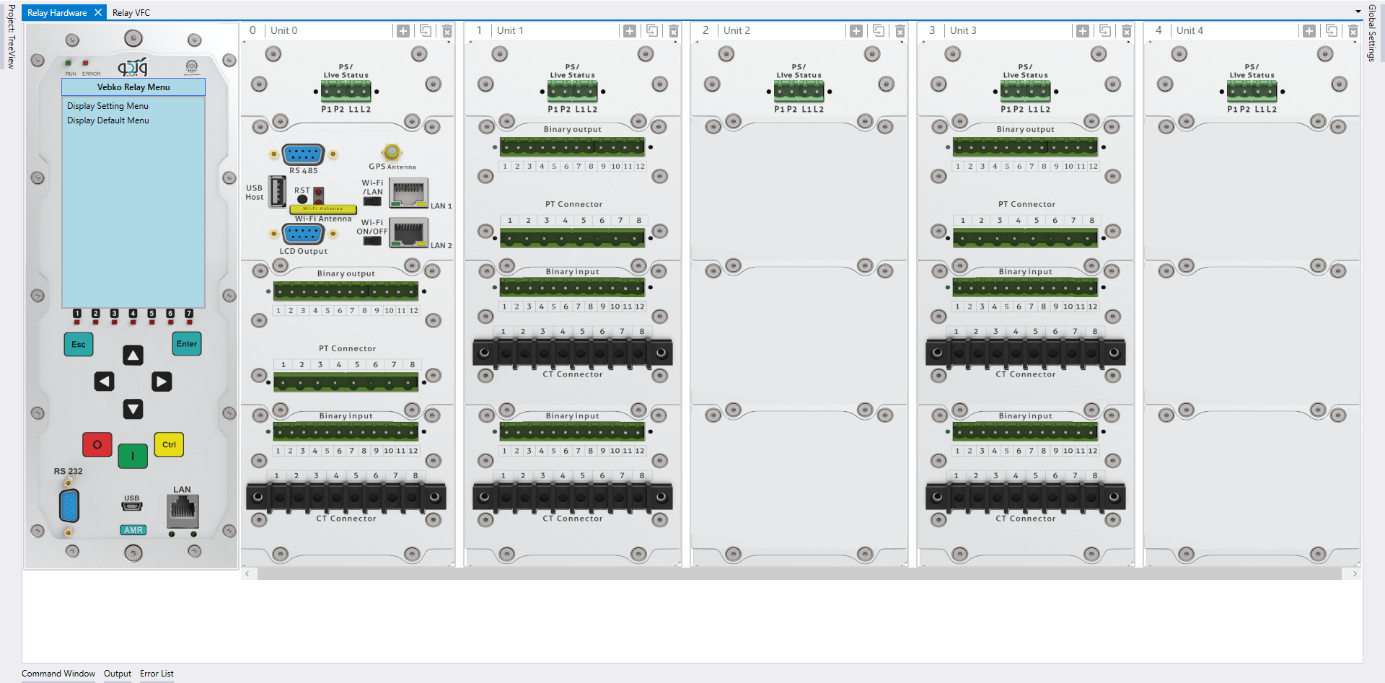 Relay Hardware ✕ Relay VFC
Project: TreeView
Global Settings
RUN ERROR
Vebko Relay Menu
Display Setting Menu
Display Default Menu
1 2 3 4 5 6 7
Esc Enter
O I Ctrl
RS 232
USB
AMR
LAN
0 Unit 0
PS/
Live Status
P1 P2 L1 L2
RS 485
GPS Antenna
USB
Host
RST
Wi-Fi Antenna
Wi-Fi Antenna
Wi-Fi
/LAN
LAN 1
Wi-Fi
ON/OFF
LAN 2
LCD Output
Binary output
1 2 3 4 5 6 7 8 9 10 11 12
PT Connector
1 2 3 4 5 6 7 8
Binary input
1 2 3 4 5 6 7 8 9 10 11 12
1 2 3 4 5 6 7 8
CT Connector
1 Unit 1
PS/
Live Status
P1 P2 L1 L2
Binary output
1 2 3 4 5 6 7 8 9 10 11 12
PT Connector
1 2 3 4 5 6 7 8
Binary input
1 2 3 4 5 6 7 8 9 10 11 12
1 2 3 4 5 6 7 8
CT Connector
Binary input
1 2 3 4 5 6 7 8 9 10 11 12
1 2 3 4 5 6 7 8
CT Connector
2 Unit 2
PS/
Live Status
P1 P2 L1 L2
3 Unit 3
PS/
Live Status
P1 P2 L1 L2
Binary output
1 2 3 4 5 6 7 8 9 10 11 12
PT Connector
1 2 3 4 5 6 7 8
Binary input
1 2 3 4 5 6 7 8 9 10 11 12
1 2 3 4 5 6 7 8
CT Connector
Binary input
1 2 3 4 5 6 7 8 9 10 11 12
1 2 3 4 5 6 7 8
CT Connector
4 Unit 4
PS/
Live Status
P1 P2 L1 L2
Command Window Output Error List